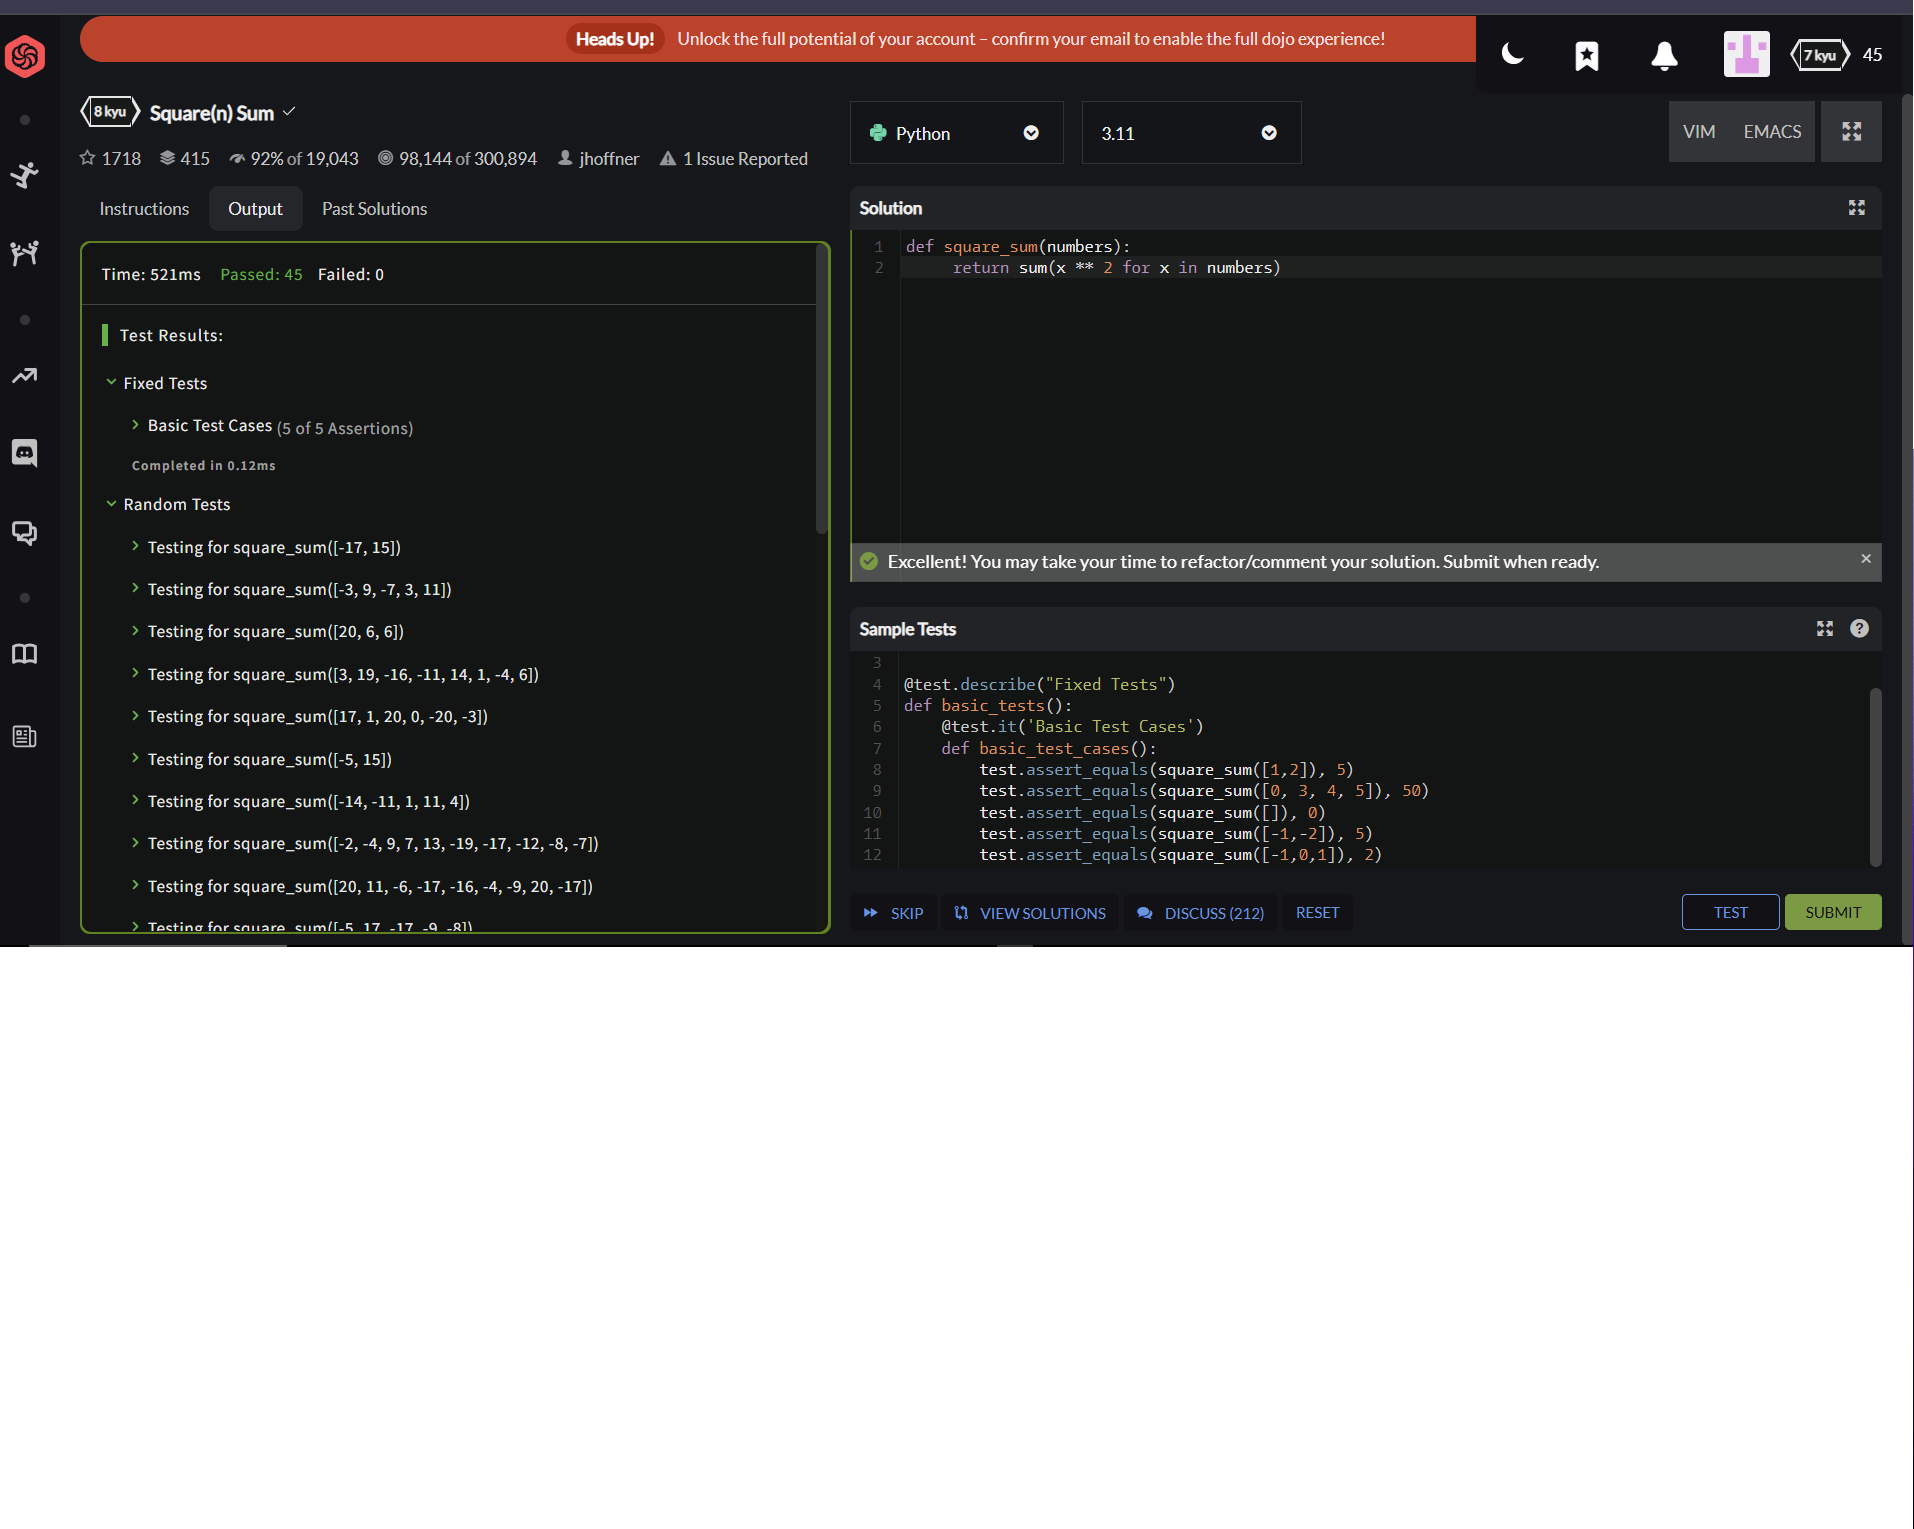 Heads Up! Unlock the full potential of your account – confirm your email to enable the full dojo experience!
7 kyu 45
8 kyu Square(n) Sum
1718 415 92% of 19,043 98,144 of 300,894 jhoffner 1 Issue Reported
Instructions Output Past Solutions
Time: 521ms Passed: 45 Failed: 0
Test Results:
Fixed Tests
Basic Test Cases (5 of 5 Assertions)
Completed in 0.12ms
Random Tests
Testing for square_sum([-17, 15])
Testing for square_sum([-3, 9, -7, 3, 11])
Testing for square_sum([20, 6, 6])
Testing for square_sum([3, 19, -16, -11, 14, 1, -4, 6])
Testing for square_sum([17, 1, 20, 0, -20, -3])
Testing for square_sum([-5, 15])
Testing for square_sum([-14, -11, 1, 11, 4])
Testing for square_sum([-2, -4, 9, 7, 13, -19, -17, -12, -8, -7])
Testing for square_sum([20, 11, -6, -17, -16, -4, -9, 20, -17])
Testing for square_sum([-5, 17, -17, -9, -8])
Python 3.11
VIM EMACS
Solution
1 def square_sum(numbers):
2 return sum(x ** 2 for x in numbers)
Excellent! You may take your time to refactor/comment your solution. Submit when ready.
Sample Tests
3
4 @test.describe("Fixed Tests")
5 def basic_tests():
6 @test.it('Basic Test Cases')
7 def basic_test_cases():
8 test.assert_equals(square_sum([1,2]), 5)
9 test.assert_equals(square_sum([0, 3, 4, 5]), 50)
10 test.assert_equals(square_sum([]), 0)
11 test.assert_equals(square_sum([-1,-2]), 5)
12 test.assert_equals(square_sum([-1,0,1]), 2)
SKIP VIEW SOLUTIONS DISCUSS (212) RESET TEST SUBMIT